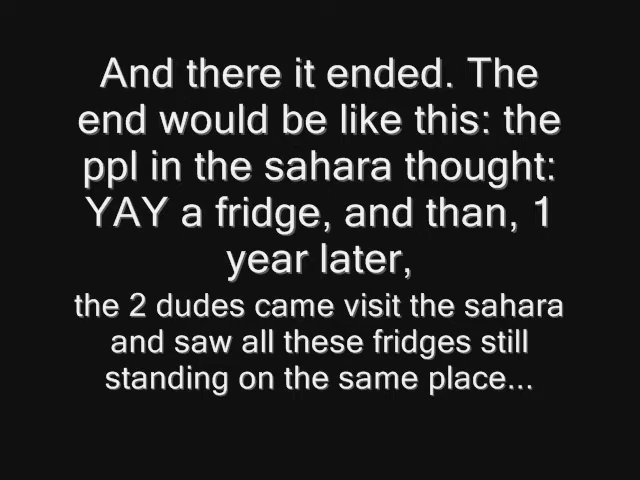 And there it ended. The
end would be like this: the
ppl in the sahara thought:
YAY a fridge, and than, 1
year later,
the 2 dudes came visit the sahara
and saw all these fridges still
standing on the same place...